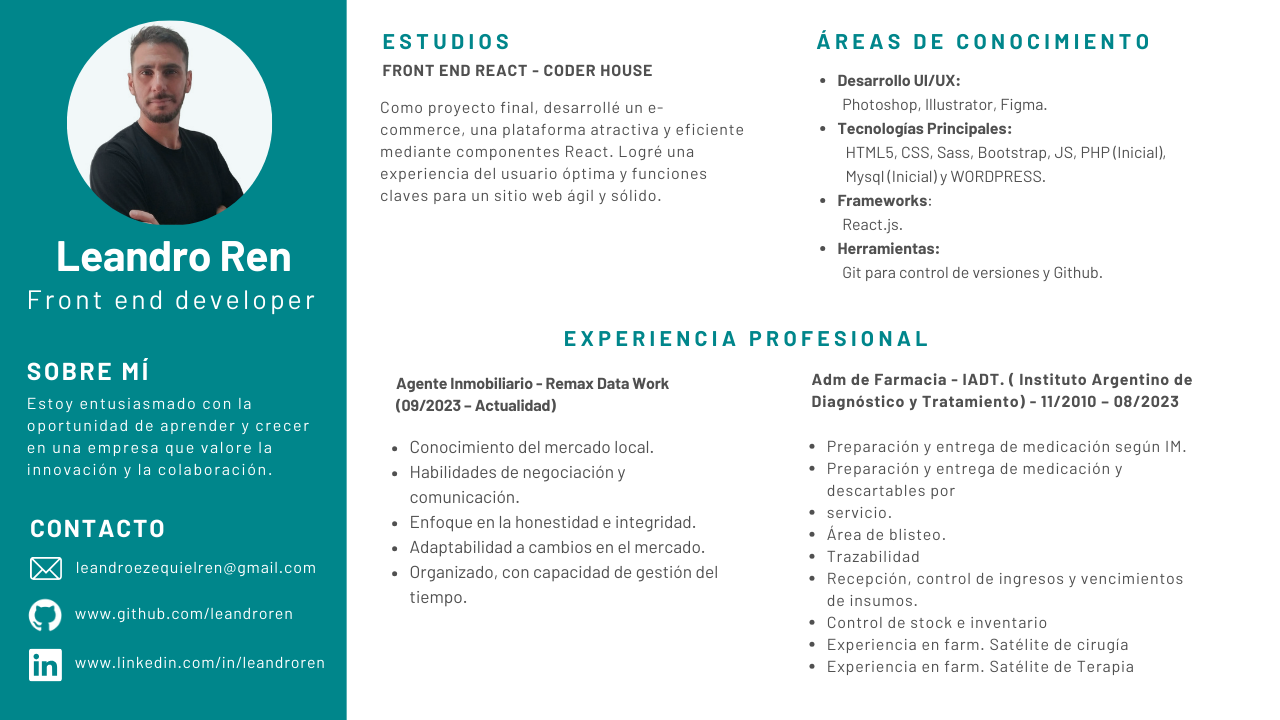 Leandro Ren
Front end developer
SOBRE MÍ
Estoy entusiasmado con la
oportunidad de aprender y crecer
en una empresa que valore la
innovación y la colaboración.
CONTACTO
leandroezequielren@gmail.com
www.github.com/leandroren
www.linkedin.com/in/leandroren
ESTUDIOS
FRONT END REACT - CODER HOUSE
Como proyecto final, desarrollé un e-
commerce, una plataforma atractiva y eficiente
mediante componentes React. Logré una
experiencia del usuario óptima y funciones
claves para un sitio web ágil y sólido.
ÁREAS DE CONOCIMIENTO
• Desarrollo UI/UX:
Photoshop, Illustrator, Figma.
• Tecnologías Principales:
HTML5, CSS, Sass, Bootstrap, JS, PHP (Inicial),
Mysql (Inicial) y WORDPRESS.
• Frameworks:
React.js.
• Herramientas:
Git para control de versiones y Github.
EXPERIENCIA PROFESIONAL
Agente Inmobiliario - Remax Data Work
(09/2023 – Actualidad)
• Conocimiento del mercado local.
• Habilidades de negociación y
comunicación.
• Enfoque en la honestidad e integridad.
• Adaptabilidad a cambios en el mercado.
• Organizado, con capacidad de gestión del
tiempo.
Adm de Farmacia - IADT. ( Instituto Argentino de
Diagnóstico y Tratamiento) - 11/2010 – 08/2023
• Preparación y entrega de medicación según IM.
• Preparación y entrega de medicación y
descartables por
• servicio.
• Área de blisteo.
• Trazabilidad
• Recepción, control de ingresos y vencimientos
de insumos.
• Control de stock e inventario
• Experiencia en farm. Satélite de cirugía
• Experiencia en farm. Satélite de Terapia